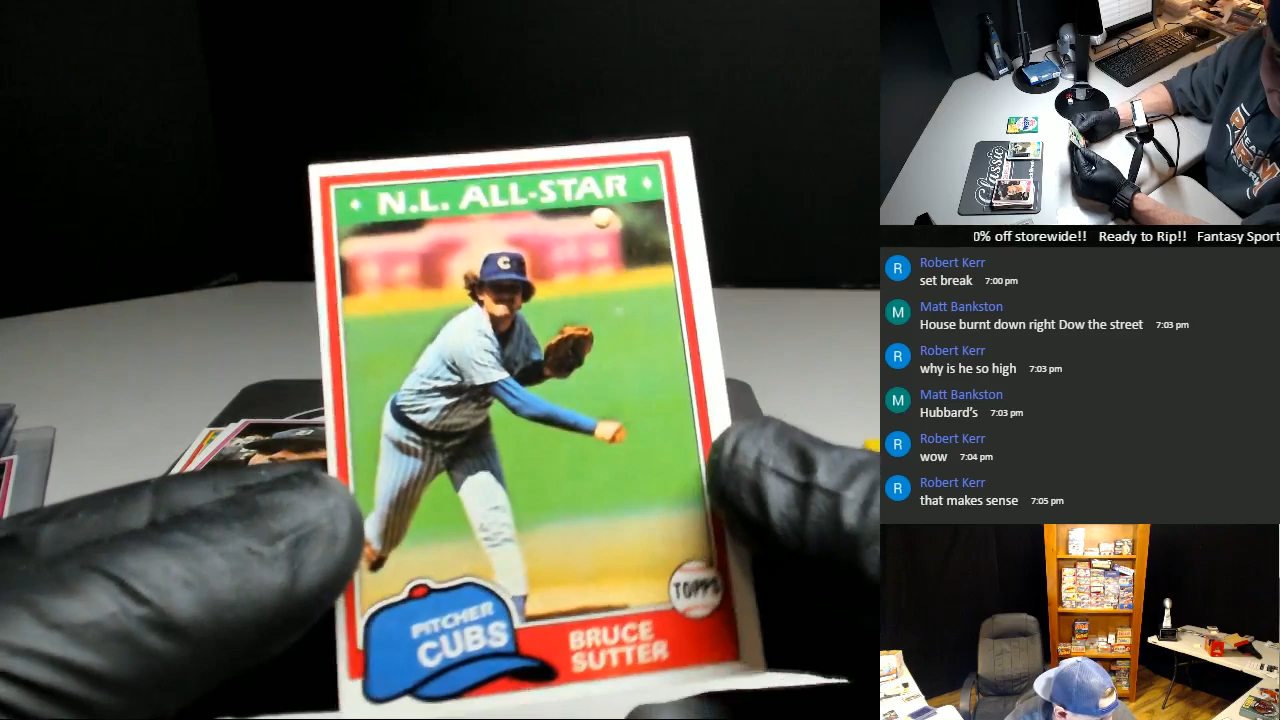 N.L. ALL-STAR
C
TOPPS
PITCHER
CUBS
BRUCE
SUTTER
Classic
0% off storewide!! Ready to Rip!! Fantasy Sport
R
Robert Kerr
set break 7:00 pm
M
Matt Bankston
House burnt down right Dow the street 7:03 pm
R
Robert Kerr
why is he so high 7:03 pm
M
Matt Bankston
Hubbard's 7:03 pm
R
Robert Kerr
wow 7:04 pm
R
Robert Kerr
that makes sense 7:05 pm